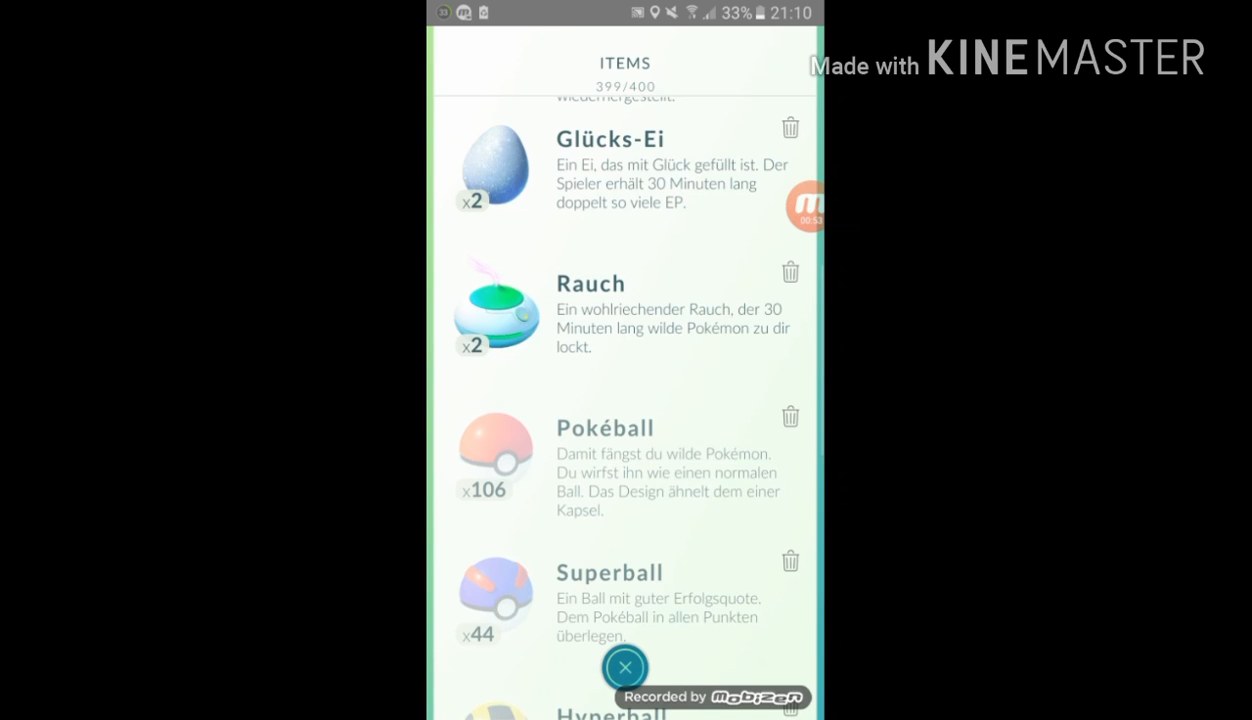 33% 21:10
Made with KINEMASTER
ITEMS
399/400
wiederhergestellt.
Glücks-Ei
Ein Ei, das mit Glück gefüllt ist. Der
Spieler erhält 30 Minuten lang
doppelt so viele EP.
x2
00:53
Rauch
Ein wohlriechender Rauch, der 30
Minuten lang wilde Pokémon zu dir
lockt.
x2
Pokéball
Damit fängst du wilde Pokémon.
Du wirfst ihn wie einen normalen
Ball. Das Design ähnelt dem einer
Kapsel.
x106
Superball
Ein Ball mit guter Erfolgsquote.
Dem Pokéball in allen Punkten
überlegen.
x44
Recorded by mobizen
Hyperball